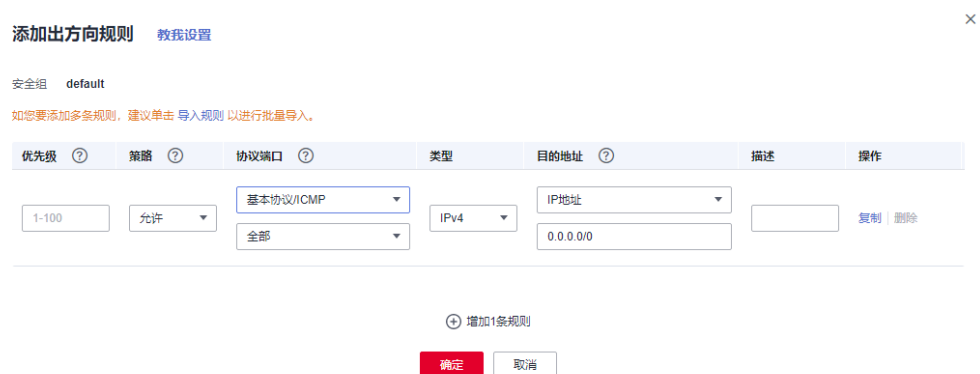 添加出方向规则 教我设置
安全组 default
如您要添加多条规则，建议单击 导入规则 以进行批量导入。
优先级 ? 策略 ? 协议端口 ? 类型 目的地址 ? 描述 操作
基本协议/ICMP IP地址
1-100 允许 IPv4 复制 删除
全部 0.0.0.0/0
增加1条规则
确定 取消